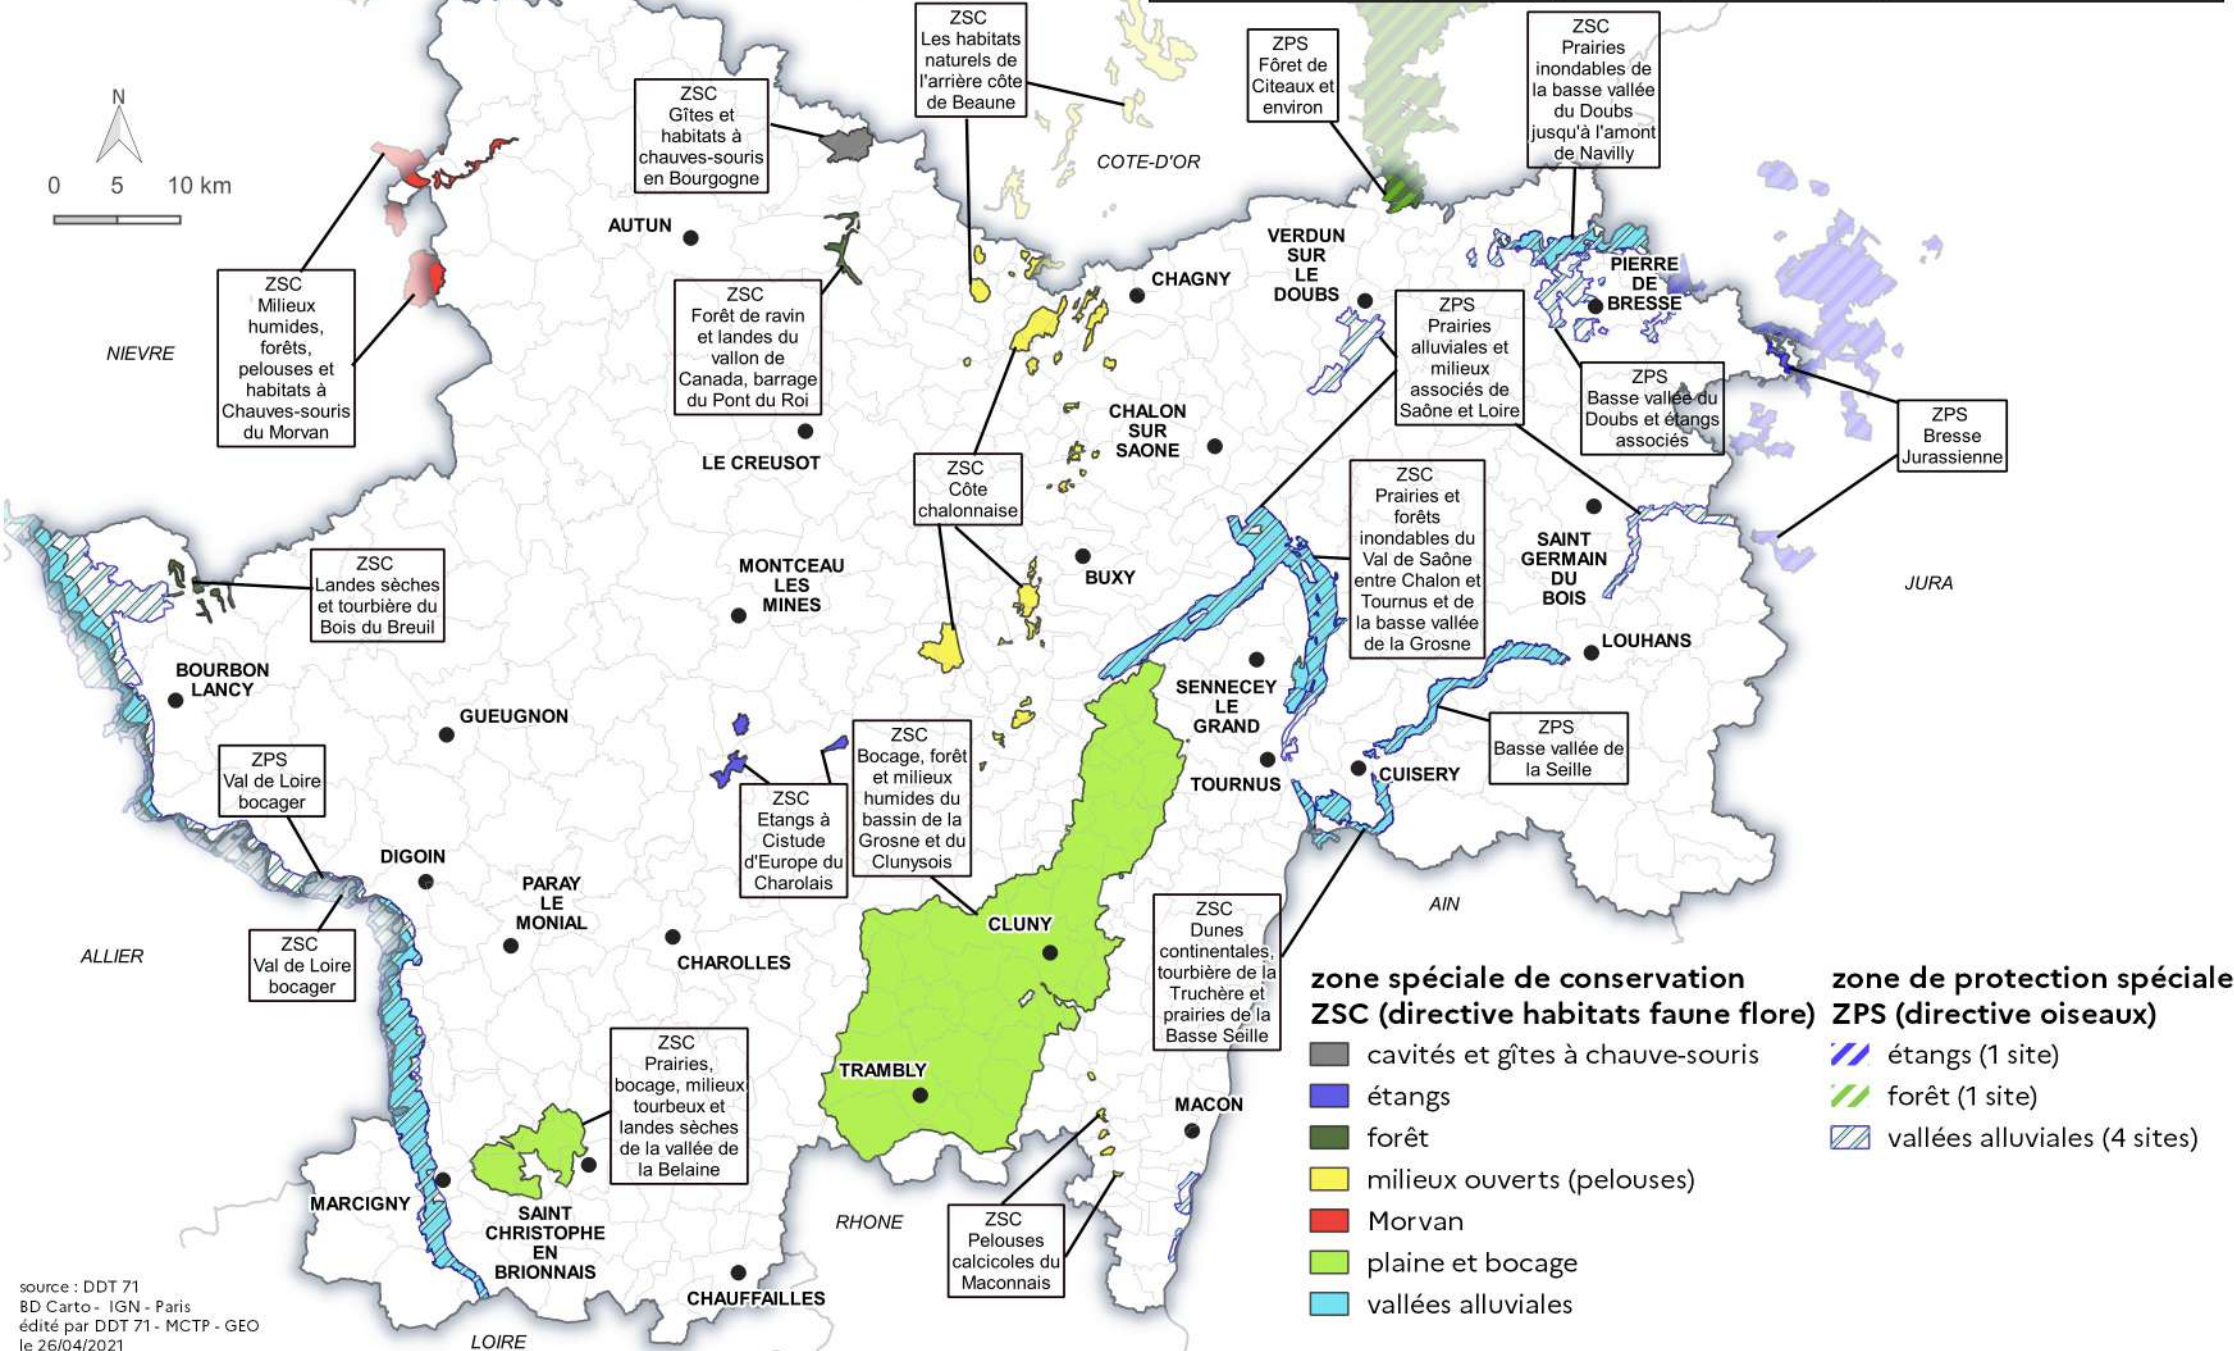 ZSC
Les habitats
naturels de
l'arrière côte
de Beaune
ZPS
Fôret de
Citeaux et
environ
ZSC
Prairies
inondables de
la basse vallée
du Doubs
jusqu'à l'amont
de Navilly
ZSC
Gîtes et
habitats à
chauves-souris
en Bourgogne
N
0 5 10 km
COTE-D'OR
AUTUN
VERDUN
SUR
LE
DOUBS
CHAGNY
PIERRE
DE
BRESSE
ZSC
Milieux
humides,
forêts,
pelouses et
habitats à
Chauves-souris
du Morvan
NIEVRE
ZSC
Forêt de ravin
et landes du
vallon de
Canada, barrage
du Pont du Roi
ZPS
Prairies
alluviales et
milieux
associés de
Saône et Loire
ZPS
Basse vallée du
Doubs et étangs
associés
ZPS
Bresse
Jurassienne
CHALON
SUR
SAONE
LE CREUSOT
ZSC
Côte
chalonnaise
ZSC
Prairies et
forêts
inondables du
Val de Saône
entre Chalon et
Tournus et de
la basse vallée
de la Grosne
SAINT
GERMAIN
DU
BOIS
JURA
ZSC
Landes sèches
et tourbière du
Bois du Breuil
MONTCEAU
LES
MINES
BUXY
LOUHANS
BOURBON
LANCY
GUEUGNON
SENNECEY
LE
GRAND
ZPS
Basse vallée de
la Seille
ZPS
Val de Loire
bocager
ZSC
Etangs à
Cistude
d'Europe du
Charolais
ZSC
Bocage, forêt
et milieux
humides du
bassin de la
Grosne et du
Clunysois
TOURNUS
CUISERY
DIGOIN
PARAY
LE
MONIAL
CLUNY
AIN
ALLIER
ZSC
Val de Loire
bocager
CHAROLLES
ZSC
Dunes
continentales,
tourbière de la
Truchère et
prairies de la
Basse Seille
ZSC
Prairies,
bocage, milieux
tourbeux et
landes sèches
de la vallée de
la Belaine
TRAMBLY
MACON
MARCIGNY
SAINT
CHRISTOPHE
EN
BRIONNAIS
RHONE
ZSC
Pelouses
calcicoles du
Maconnais
CHAUFFAILLES
LOIRE
zone spéciale de conservation
ZSC (directive habitats faune flore)
cavités et gîtes à chauve-souris
étangs
forêt
milieux ouverts (pelouses)
Morvan
plaine et bocage
vallées alluviales
zone de protection spéciale
ZPS (directive oiseaux)
étangs (1 site)
forêt (1 site)
vallées alluviales (4 sites)
source : DDT 71
BD Carto - IGN - Paris
édité par DDT 71 - MCTP - GEO
le 26/04/2021